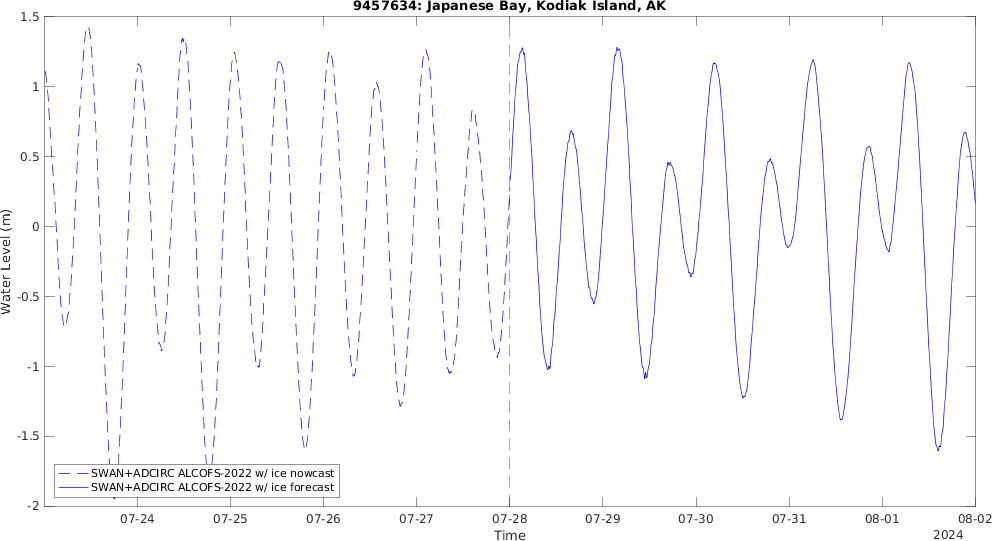 9457634: Japanese Bay, Kodiak Island, AK
Water Level (m)
1.5
1
0.5
0
-0.5
-1
-1.5
-2
SWAN+ADCIRC ALCOFS-2022 w/ ice nowcast
SWAN+ADCIRC ALCOFS-2022 w/ ice forecast
07-24 07-25 07-26 07-27 07-28 07-29 07-30 07-31 08-01 08-02
Time
2024